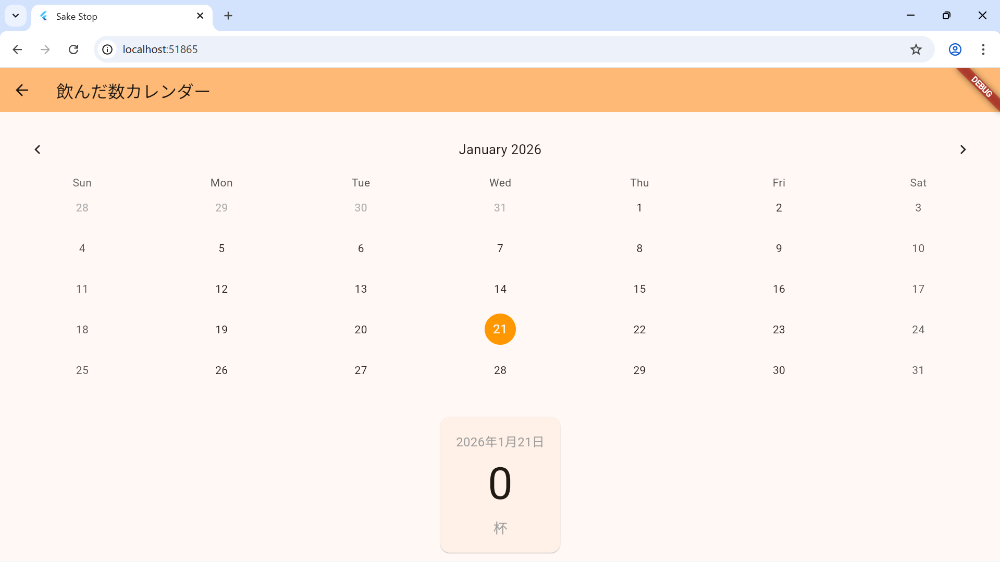 Sake Stop
localhost:51865
飲んだ数カレンダー
DEBUG
January 2026
Sun Mon Tue Wed Thu Fri Sat
28 29 30 31 1 2 3
4 5 6 7 8 9 10
11 12 13 14 15 16 17
18 19 20 21 22 23 24
25 26 27 28 29 30 31
2026年1月21日
0
杯